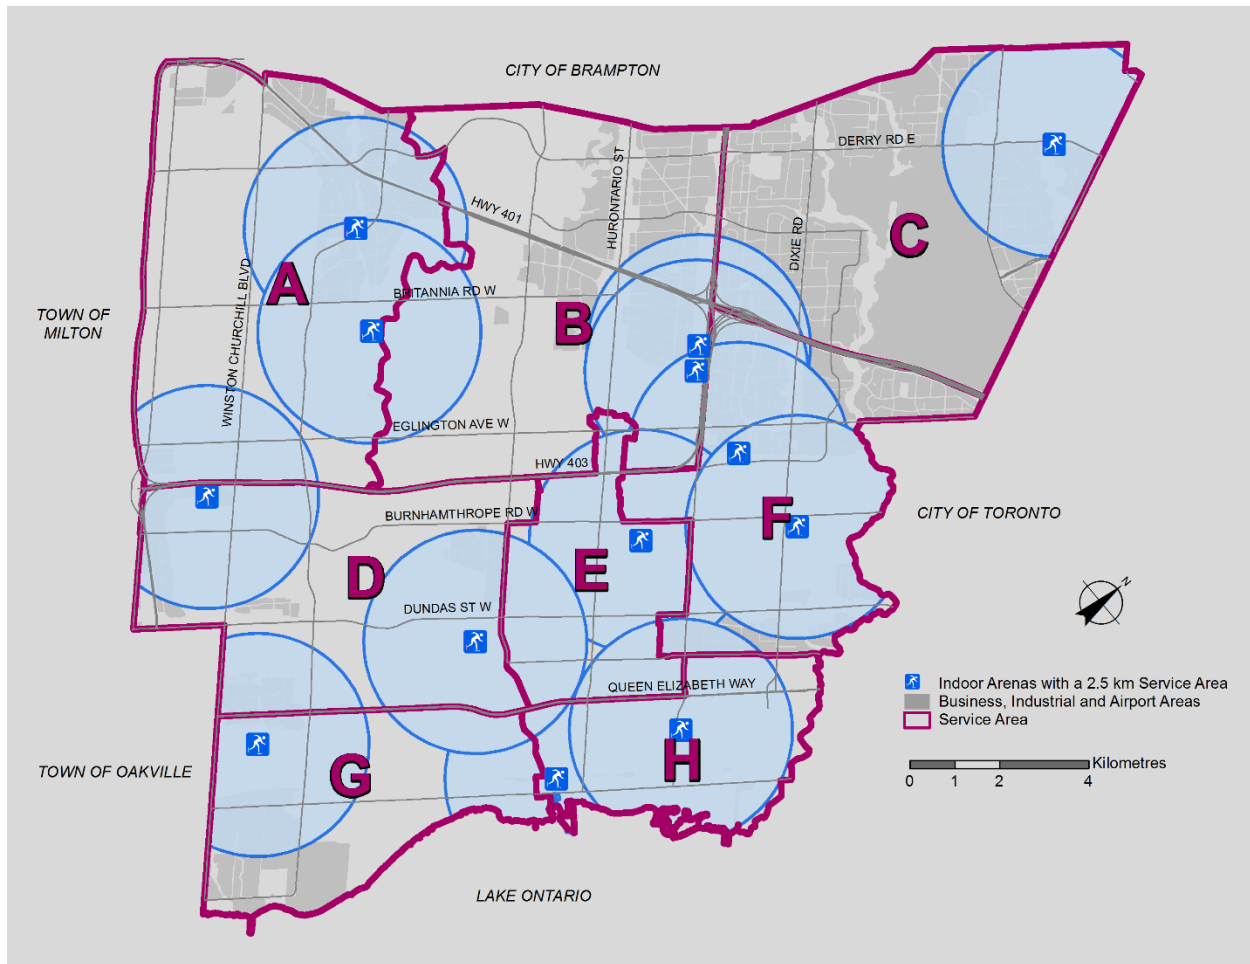 CITY OF BRAMPTON
DERRY RD E
HURONTARIO ST
HWY 401
DIXIE RD
C
WINSTON CHURCHILL BLVD
A
BRITANNIA RD W
B
TOWN OF
MILTON
EGLINGTON AVE W
HWY 403
BURNHAMTHROPE RD W
F
CITY OF TORONTO
D
E
DUNDAS ST W
N
QUEEN ELIZABETH WAY
Indoor Arenas with a 2.5 km Service Area
Business, Industrial and Airport Areas
Service Area
TOWN OF OAKVILLE
G
H
Kilometres
0 1 2 4
LAKE ONTARIO